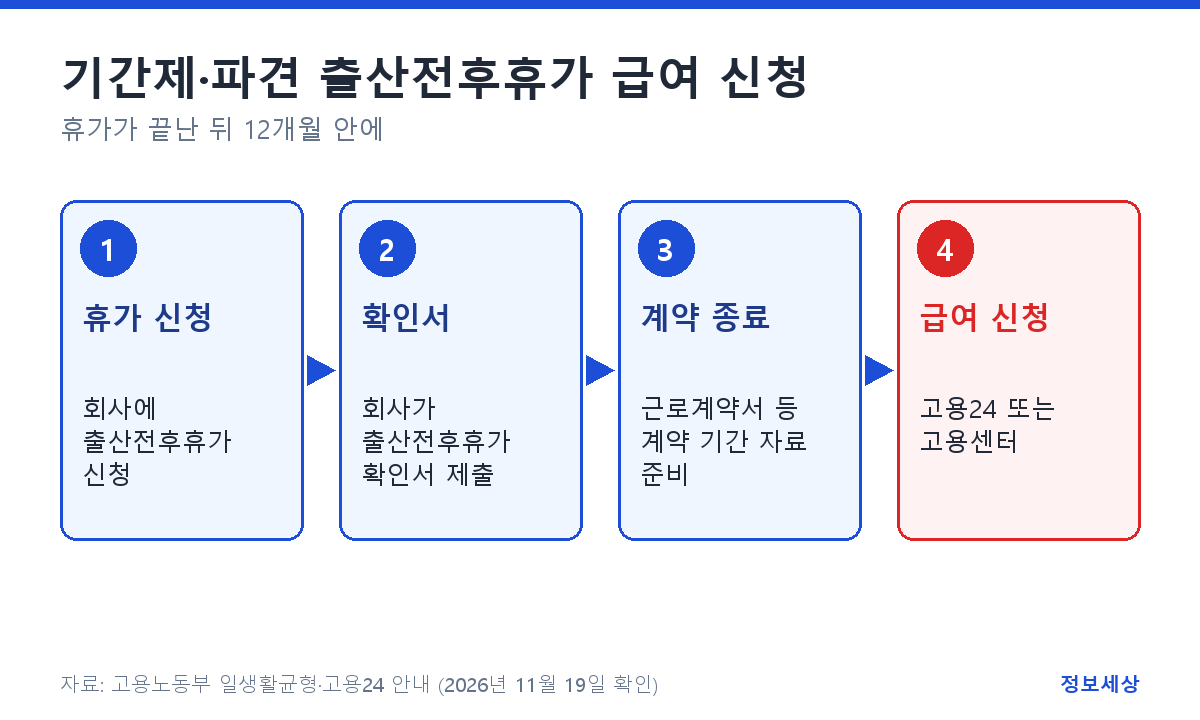 기간제·파견 출산전후휴가 급여 신청
휴가가 끝난 뒤 12개월 안에
1
휴가 신청
회사에
출산전후휴가
신청
2
확인서
회사가
출산전후휴가
확인서 제출
3
계약 종료
근로계약서 등
계약 기간 자료
준비
4
급여 신청
고용24 또는
고용센터
자료: 고용노동부 일생활균형·고용24 안내 (2026년 11월 19일 확인)
정보세상